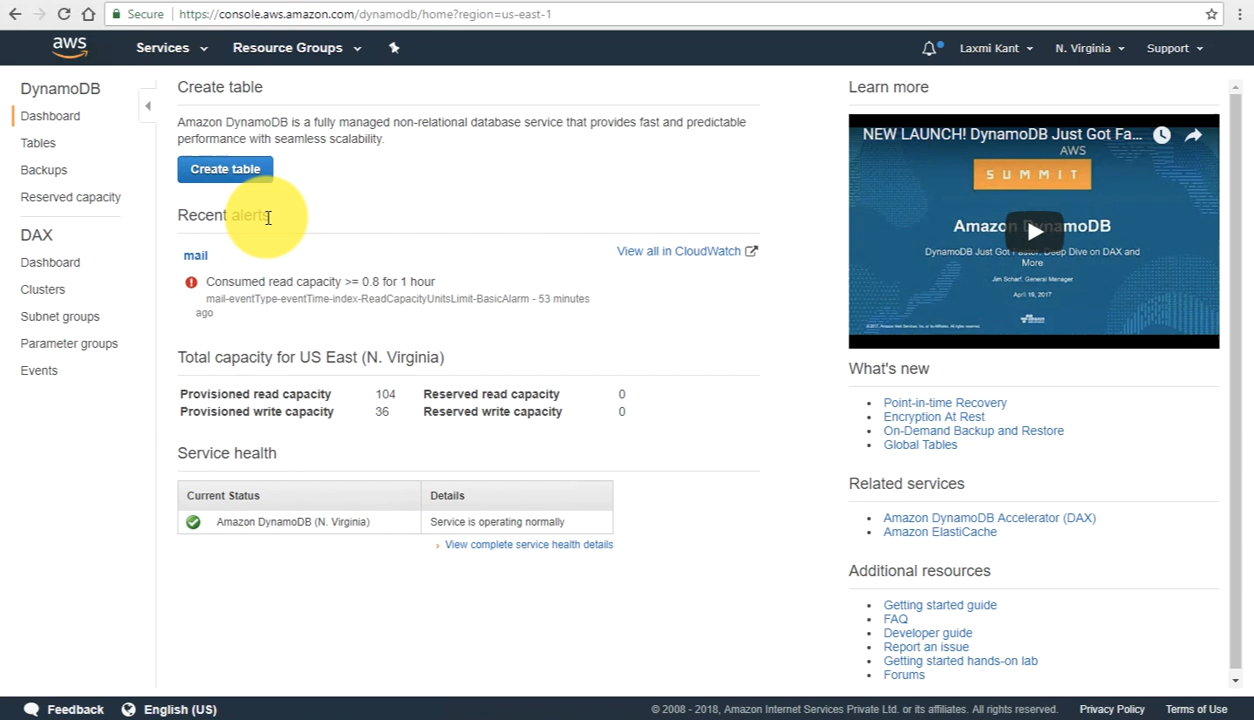 Secure https://console.aws.amazon.com/dynamodb/home?region=us-east-1
aws Services Resource Groups Laxmi Kant N. Virginia Support
DynamoDB
Dashboard
Tables
Backups
Reserved capacity
DAX
Dashboard
Clusters
Subnet groups
Parameter groups
Events
Create table
Amazon DynamoDB is a fully managed non-relational database service that provides fast and predictable
performance with seamless scalability.
Create table
Recent alerts
mail
View all in CloudWatch
Consumed read capacity >= 0.8 for 1 hour
mail-eventType-eventTime-index-ReadCapacityUnitsLimit-BasicAlarm - 53 minutes
ago
Total capacity for US East (N. Virginia)
Provisioned read capacity 104 Reserved read capacity 0
Provisioned write capacity 36 Reserved write capacity 0
Service health
Current Status Details
Amazon DynamoDB (N. Virginia) Service is operating normally
View complete service health details
Learn more
NEW LAUNCH! DynamoDB Just Got Fa...
AWS
SUMMIT
DynamoDB Just Got Faster: Deep Dive on DAX and
More
Jim Scharf, General Manager
April 19, 2017
What's new
Point-in-time Recovery
Encryption At Rest
On-Demand Backup and Restore
Global Tables
Related services
Amazon DynamoDB Accelerator (DAX)
Amazon ElastiCache
Additional resources
Getting started guide
FAQ
Developer guide
Report an issue
Getting started hands-on lab
Forums
Feedback English (US) © 2008 - 2018, Amazon Internet Services Private Ltd. or its affiliates. All rights reserved. Privacy Policy Terms of Use